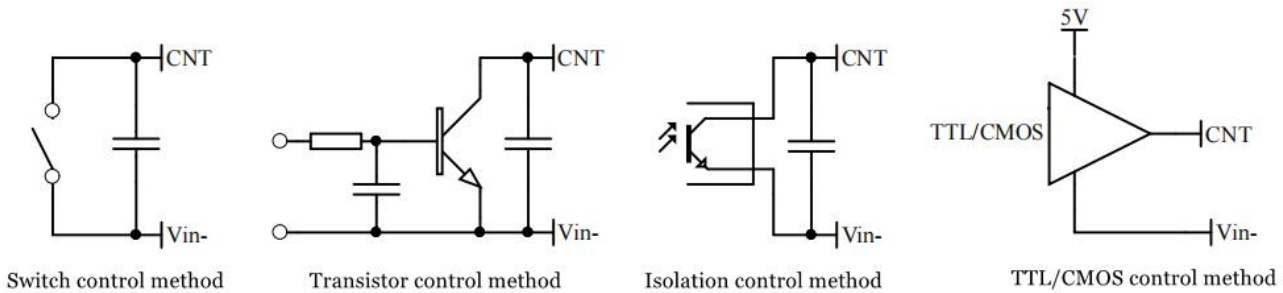 CNT
Vin-
Switch control method
CNT
Vin-
Transistor control method
CNT
Vin-
Isolation control method
5V
TTL/CMOS
CNT
Vin-
TTL/CMOS control method